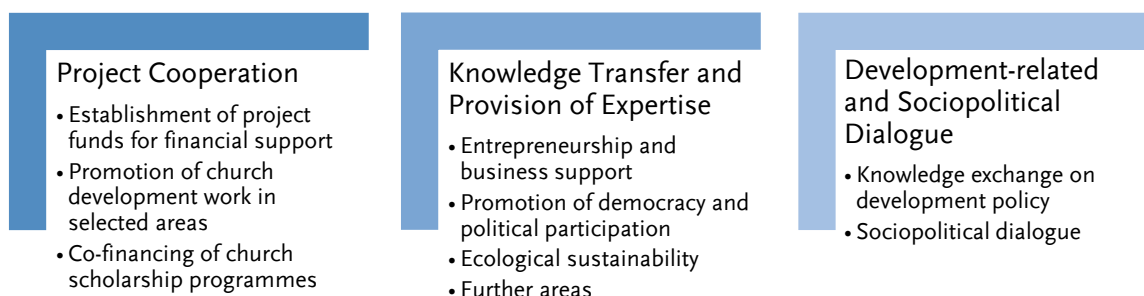 Project Cooperation
• Establishment of project
funds for financial support
• Promotion of church
development work in
selected areas
• Co-financing of church
scholarship programmes
Knowledge Transfer and
Provision of Expertise
• Entrepreneurship and
business support
• Promotion of democracy and
political participation
• Ecological sustainability
• Further areas
Development-related
and Sociopolitical
Dialogue
• Knowledge exchange on
development policy
• Sociopolitical dialogue